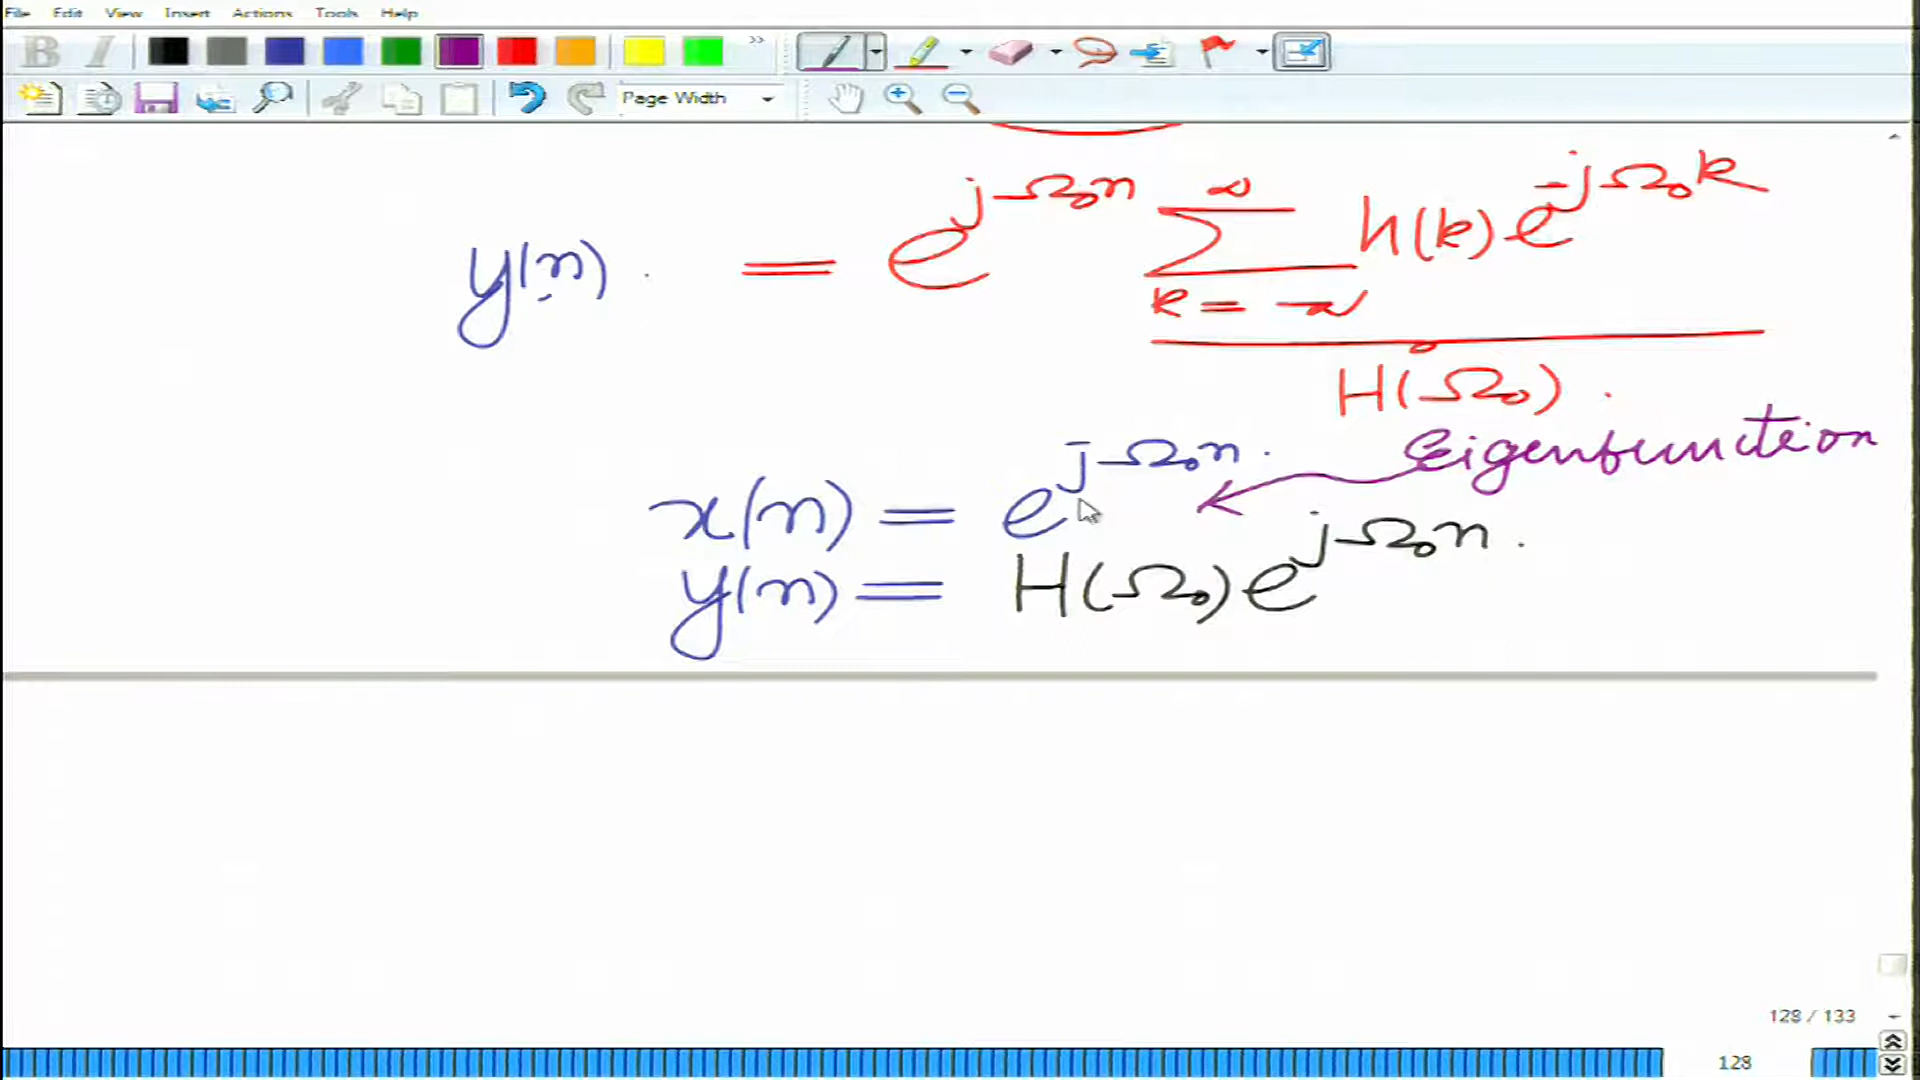 File Edit View Insert Actions Tools Help
B I
Page Width
y(n) = e^{jΩ₀n} ∑_{k=-∞}^{∞} h(k) e^{-jΩ₀k}
H(Ω₀).
Eigenfunction
x(n) = e^{jΩ₀n}.
y(n) = H(Ω₀) e^{jΩ₀n}.
128 / 133
128